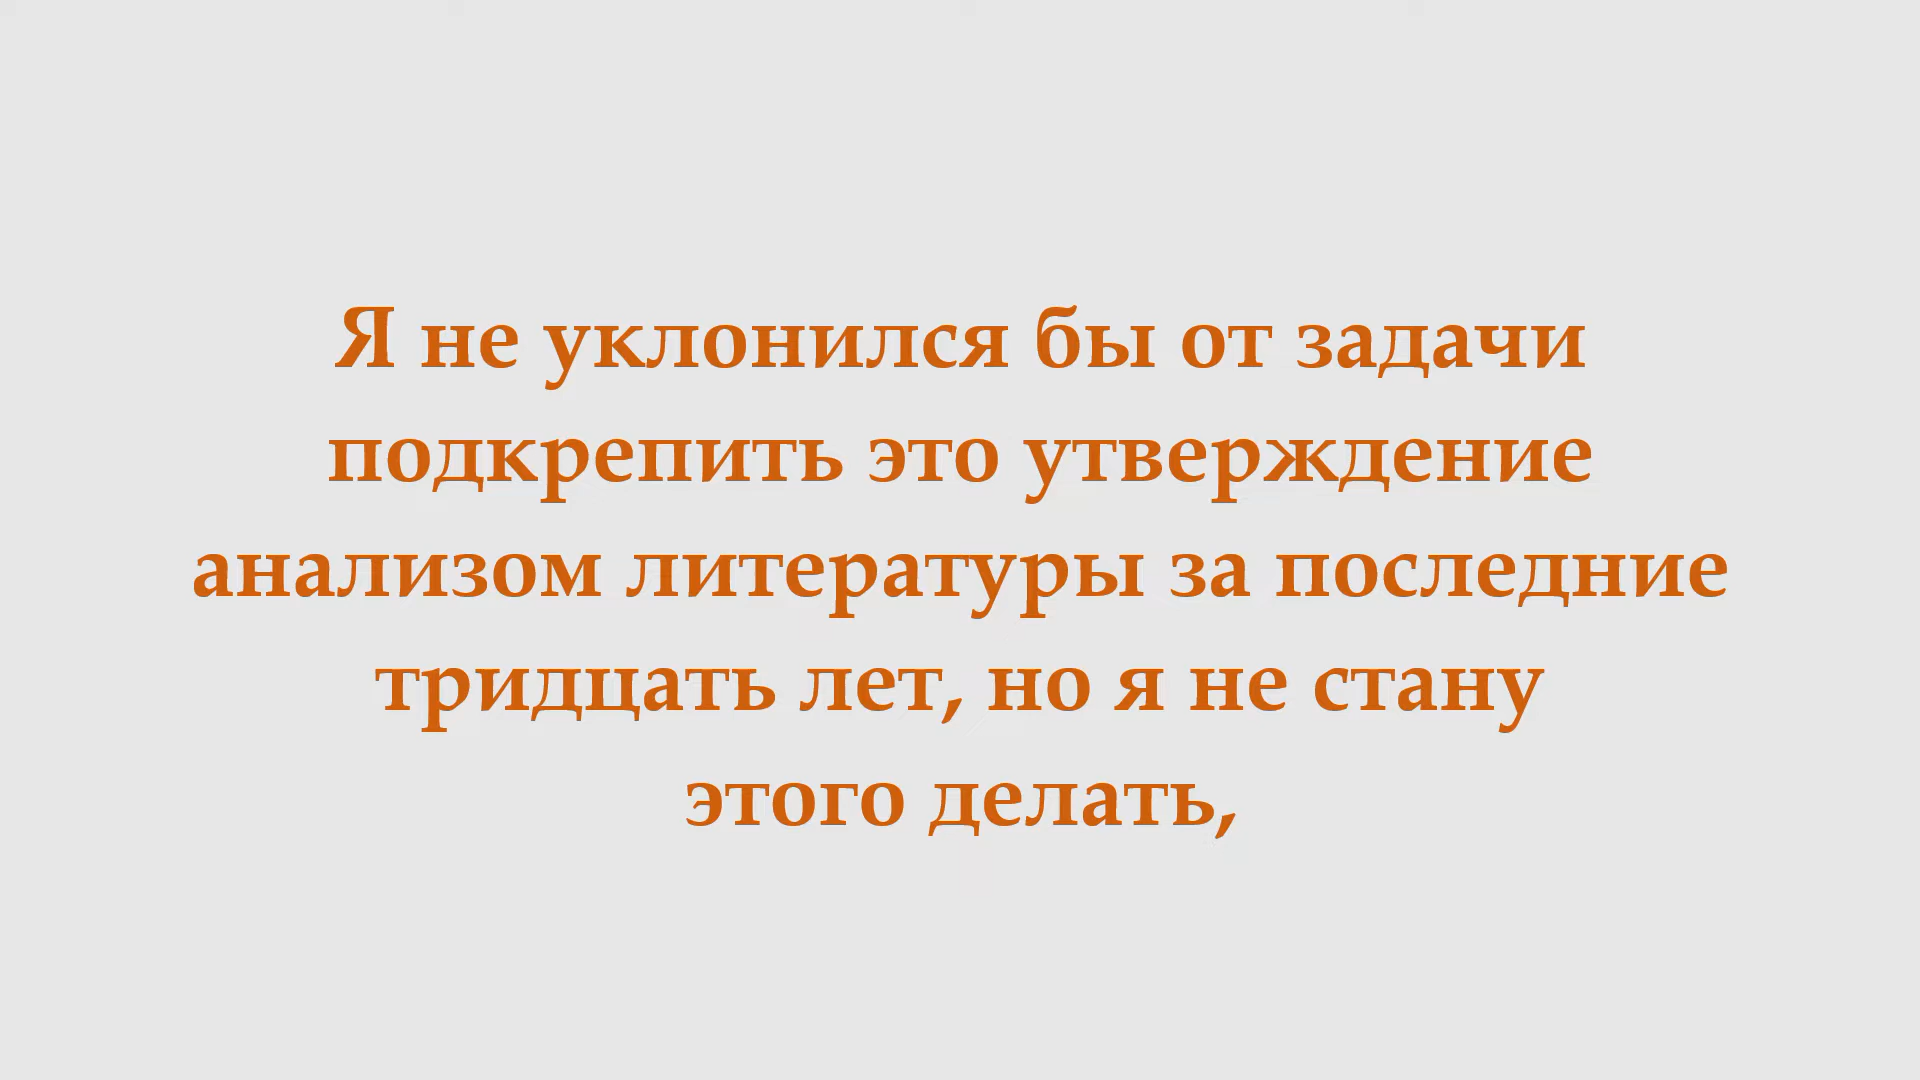 Я не уклонился бы от задачи
подкрепить это утверждение
анализом литературы за последние
тридцать лет, но я не стану
этого делать,